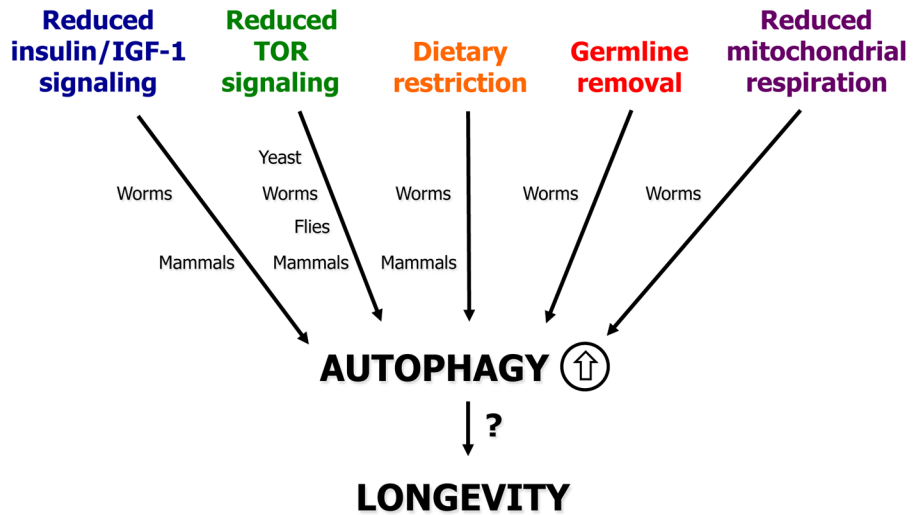 Reduced
insulin/IGF-1
signaling
Reduced
TOR
signaling
Dietary
restriction
Germline
removal
Reduced
mitochondrial
respiration
Worms
Mammals
Yeast
Worms
Flies
Mammals
Worms
Mammals
Worms
Worms
AUTOPHAGY
?
LONGEVITY